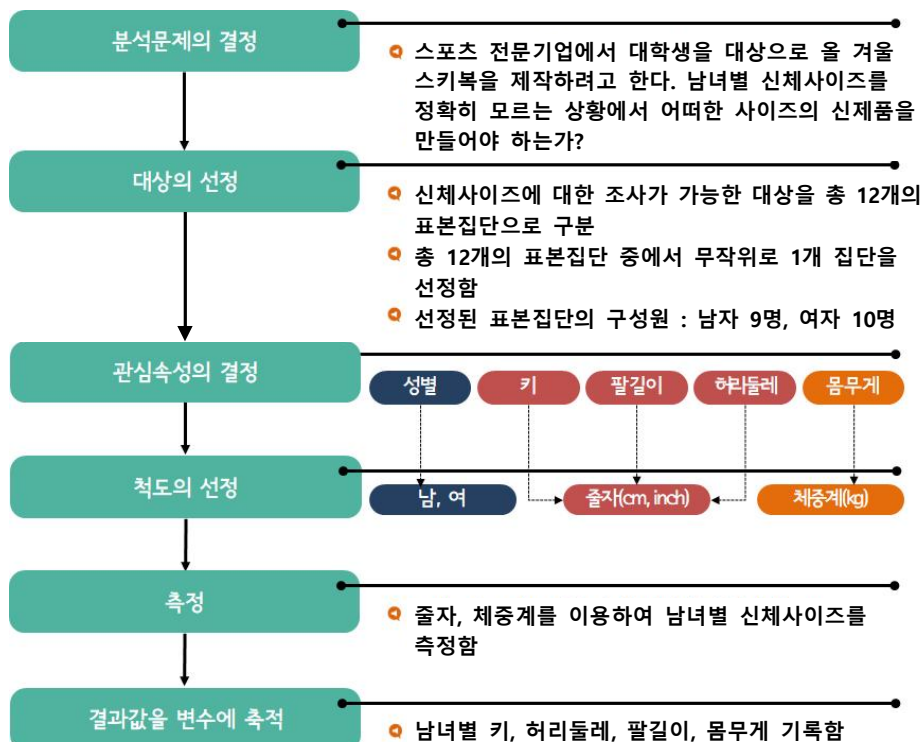 분석문제의 결정
스포츠 전문기업에서 대학생을 대상으로 올 겨울
스키복을 제작하려고 한다. 남녀별 신체사이즈를
정확히 모르는 상황에서 어떠한 사이즈의 신제품을
만들어야 하는가?
대상의 선정
신체사이즈에 대한 조사가 가능한 대상을 총 12개의
표본집단으로 구분
총 12개의 표본집단 중에서 무작위로 1개 집단을
선정함
선정된 표본집단의 구성원 : 남자 9명, 여자 10명
관심속성의 결정
성별
키
팔길이
허리둘레
몸무게
척도의 선정
남, 여
줄자(cm, inch)
체중계(kg)
측정
줄자, 체중계를 이용하여 남녀별 신체사이즈를
측정함
결과값을 변수에 축적
남녀별 키, 허리둘레, 팔길이, 몸무게 기록함